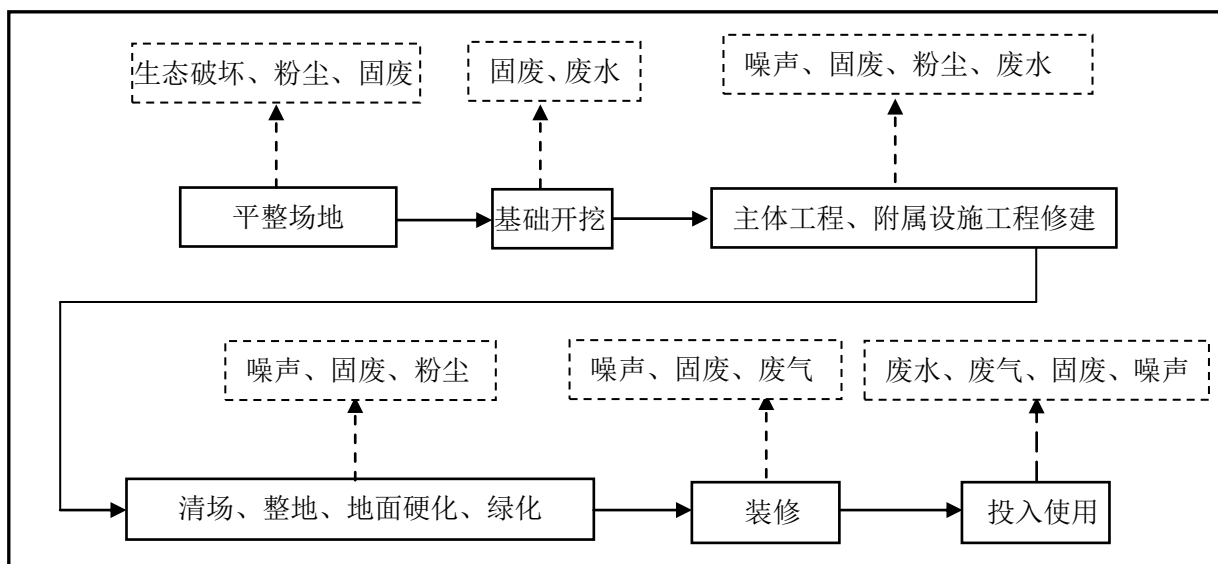 生态破坏、粉尘、固废
固废、废水
噪声、固废、粉尘、废水
平整场地
基础开挖
主体工程、附属设施工程修建
噪声、固废、粉尘
噪声、固废、废气
废水、废气、固废、噪声
清场、整地、地面硬化、绿化
装修
投入使用